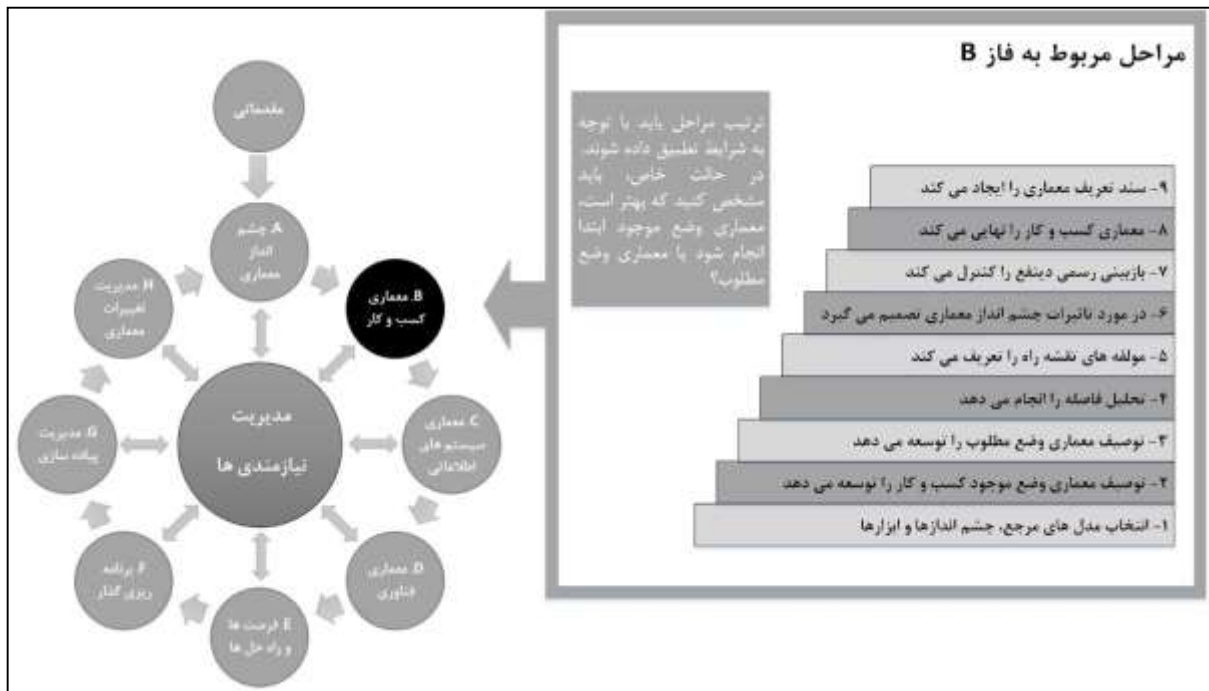 مراحل مربوط به فاز B
ترتیب مراحل باید با توجه
به شرایط تطبیق داده شوند.
در حالت خاص، باید
مشخص کنید که بهتر است،
معماری وضع موجود ابتدا
انجام شود یا معماری وضع
مطلوب؟
۹- سند تعریف معماری را ایجاد می کند
۸- معماری کسب و کار را نهایی می کند
۷- بازبینی رسمی ذینفع را کنترل می کند
۶- در مورد تاثیرات چشم انداز معماری تصمیم می گیرد
۵- مولفه های نقشه راه را تعریف می کند
۴- تحلیل فاصله را انجام می دهد
۳- توصیف معماری وضع مطلوب را توسعه می دهد
۲- توصیف معماری وضع موجود کسب و کار را توسعه می دهد
۱- انتخاب مدل های مرجع، چشم اندازها و ابزارها
مقدماتی
A. چشم
انداز
معماری
B. معماری
کسب و کار
C. معماری
سیستم های
اطلاعاتی
D. معماری
فناوری
E. فرصت ها
و راه حل ها
F. برنامه
ریزی گذار
G. مدیریت
پیاده سازی
H. مدیریت
تغییرات
معماری
مدیریت
نیازمندی ها